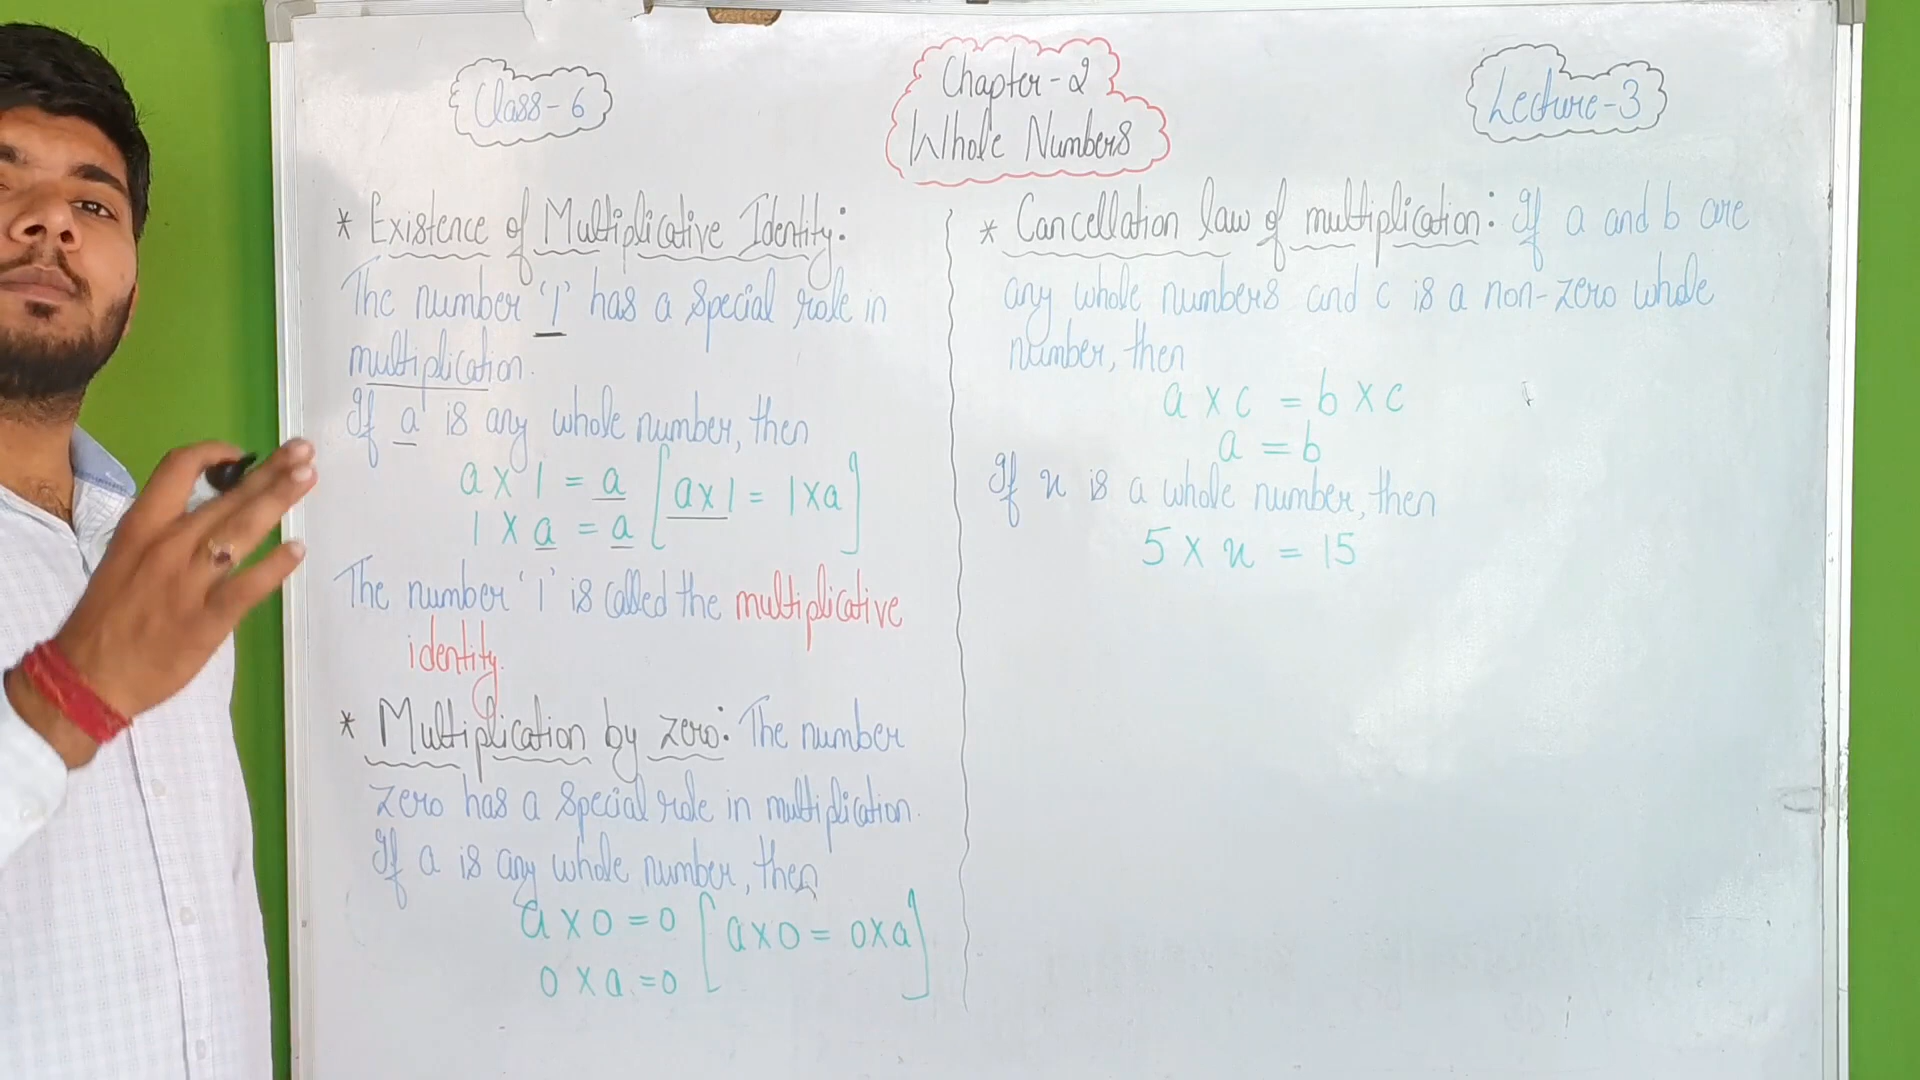 Class-6
Chapter-2
Whole Numbers
Lecture-3
* Existence of Multiplicative Identity:
The number '1' has a special role in
multiplication.
If 'a' is any whole number, then
a x 1 = a [a x 1 = 1 x a]
1 x a = a
The number '1' is called the multiplicative
identity.
* Multiplication by zero: The number
zero has a special role in multiplication.
If a is any whole number, then
a x 0 = 0 [a x 0 = 0 x a]
0 x a = 0
* Cancellation law of multiplication: If a and b are
any whole numbers and c is a non-zero whole
number, then
a x c = b x c
a = b
If x is a whole number, then
5 x x = 15